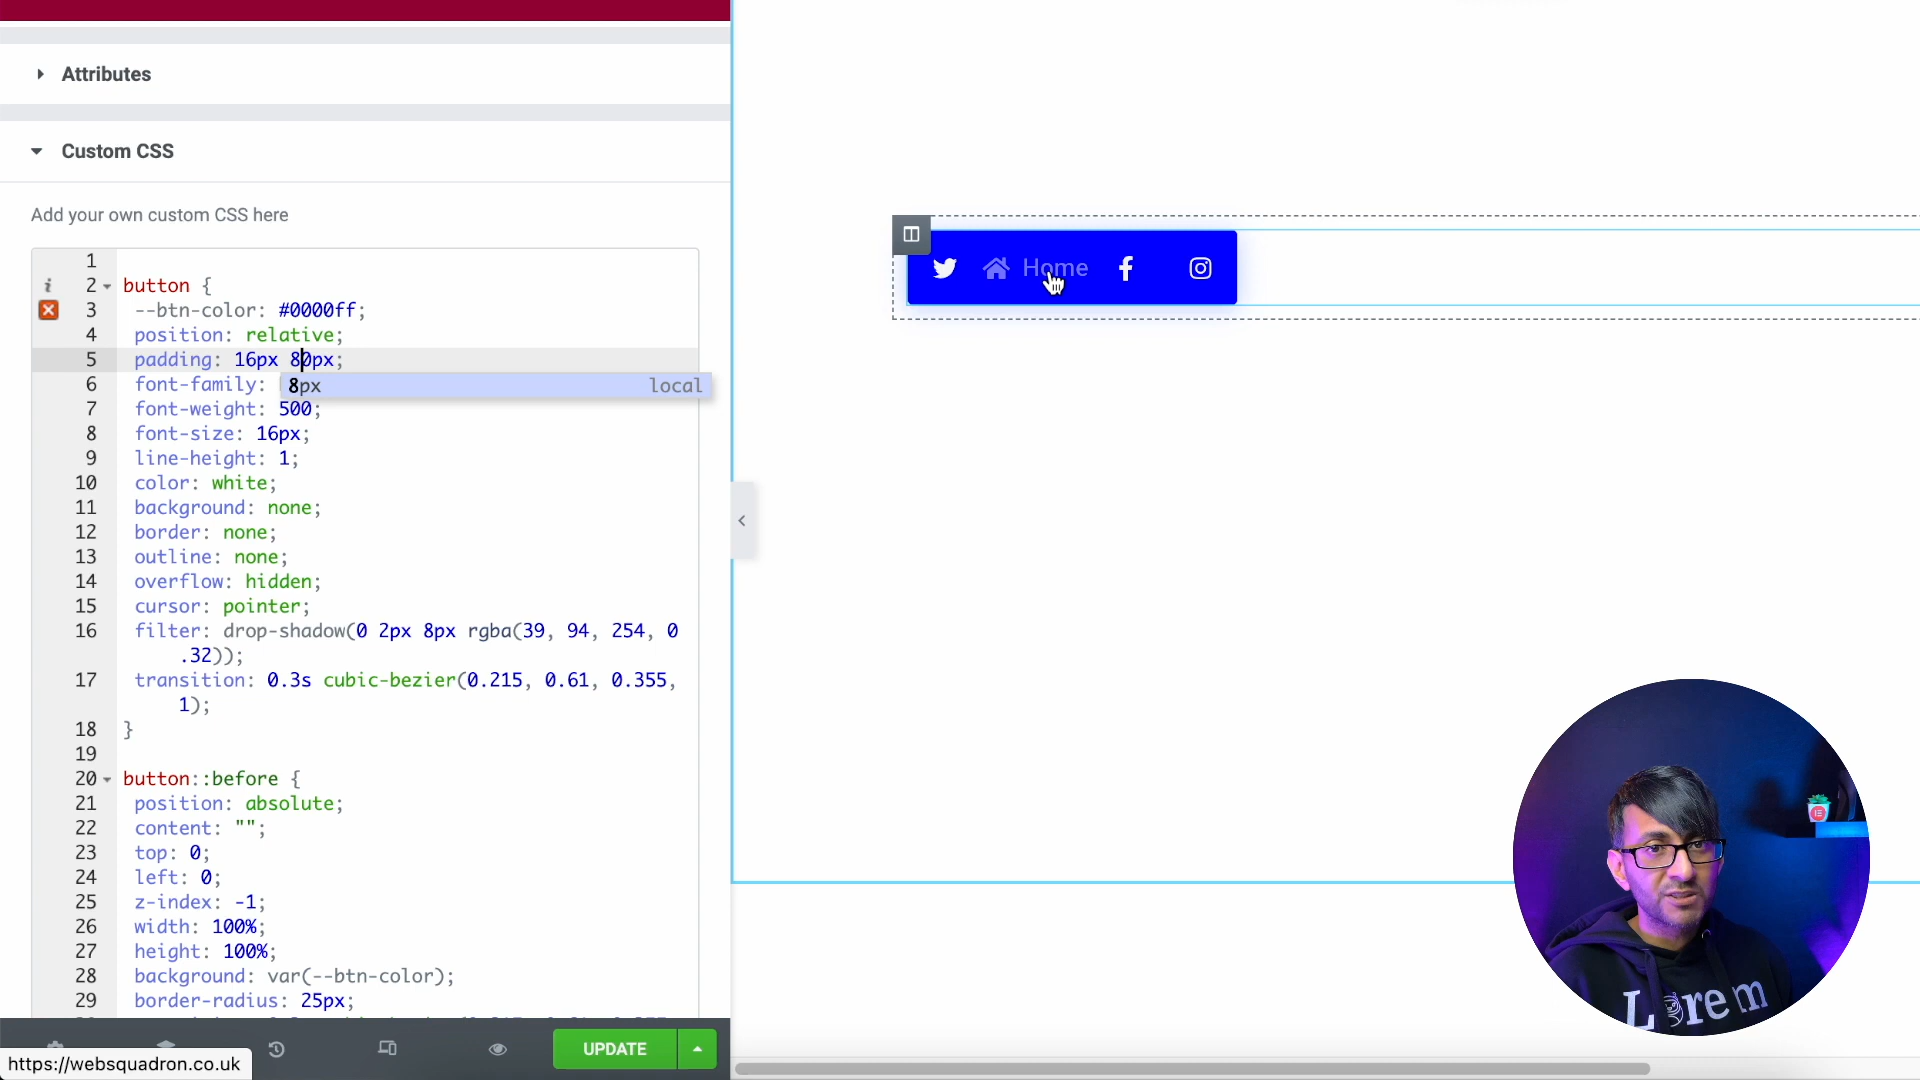 Attributes
Custom CSS
Add your own custom CSS here
1
2 button {
3 --btn-color: #0000ff;
4 position: relative;
5 padding: 16px 80px;
6 font-family:
8px local
7 font-weight: 500;
8 font-size: 16px;
9 line-height: 1;
10 color: white;
11 background: none;
12 border: none;
13 outline: none;
14 overflow: hidden;
15 cursor: pointer;
16 filter: drop-shadow(0 2px 8px rgba(39, 94, 254, 0
.32));
17 transition: 0.3s cubic-bezier(0.215, 0.61, 0.355,
1);
18 }
19
20 button::before {
21 position: absolute;
22 content: "";
23 top: 0;
24 left: 0;
25 z-index: -1;
26 width: 100%;
27 height: 100%;
28 background: var(--btn-color);
29 border-radius: 25px;
UPDATE
https://websquadron.co.uk
Home
Lorem